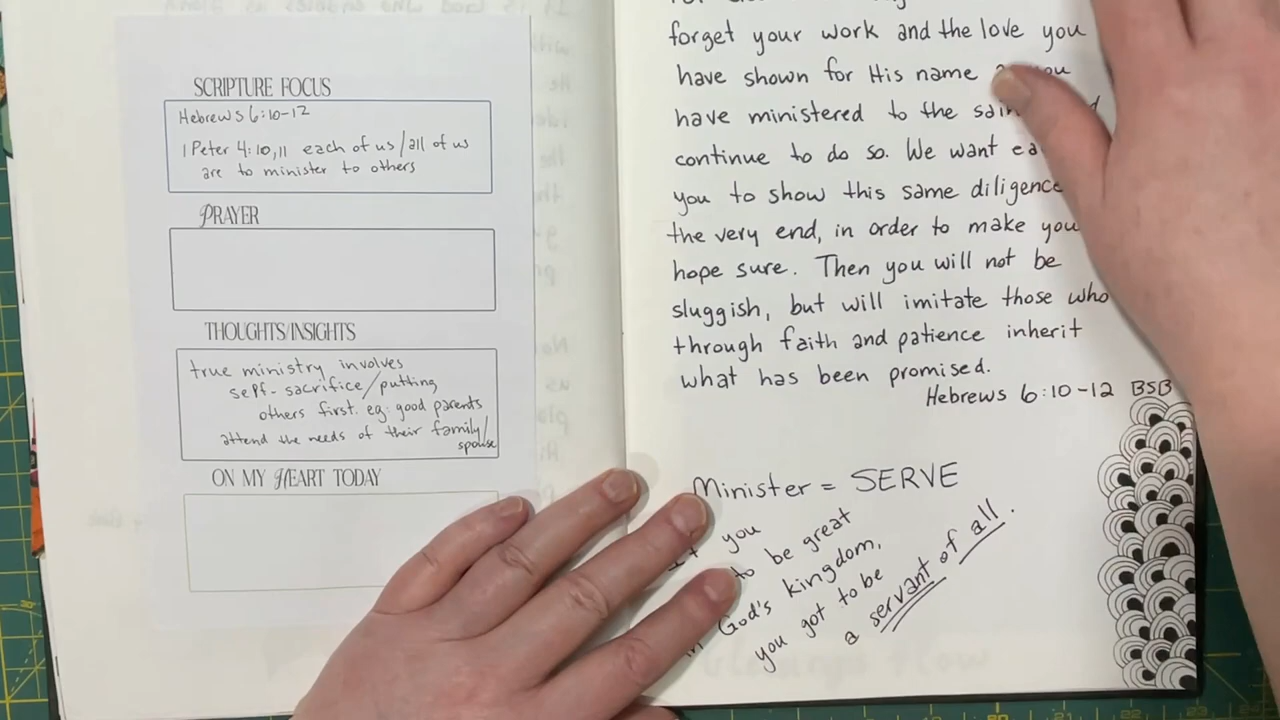 SCRIPTURE FOCUS
Hebrews 6:10-12
1 Peter 4:10,11 each of us/all of us
are to minister to others
PRAYER
THOUGHTS/INSIGHTS
true ministry involves
self-sacrifice/putting
others first. eg: good parents
attend the needs of their family/
spouse
ON MY HEART TODAY
forget your work and the love you
have shown for His name
have ministered to the
continue to do so. We want
you to show this same diligence
the very end, in order to make
hope sure. Then you will not be
sluggish, but will imitate those who
through faith and patience inherit
what has been promised.
Hebrews 6:10-12 BSB
Minister = SERVE
you
to be great
God's kingdom,
you got to be
a servant of all.